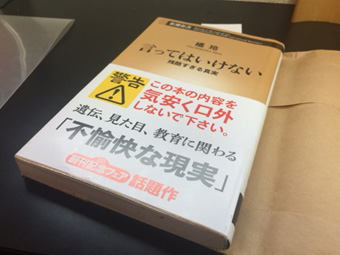 橘 玲
言ってはいけない
残酷すぎる真実
警告
この本の内容を
気安く口外
しないで下さい。
遺伝、見た目、教育に関わる
「不愉快な現実」
話題作